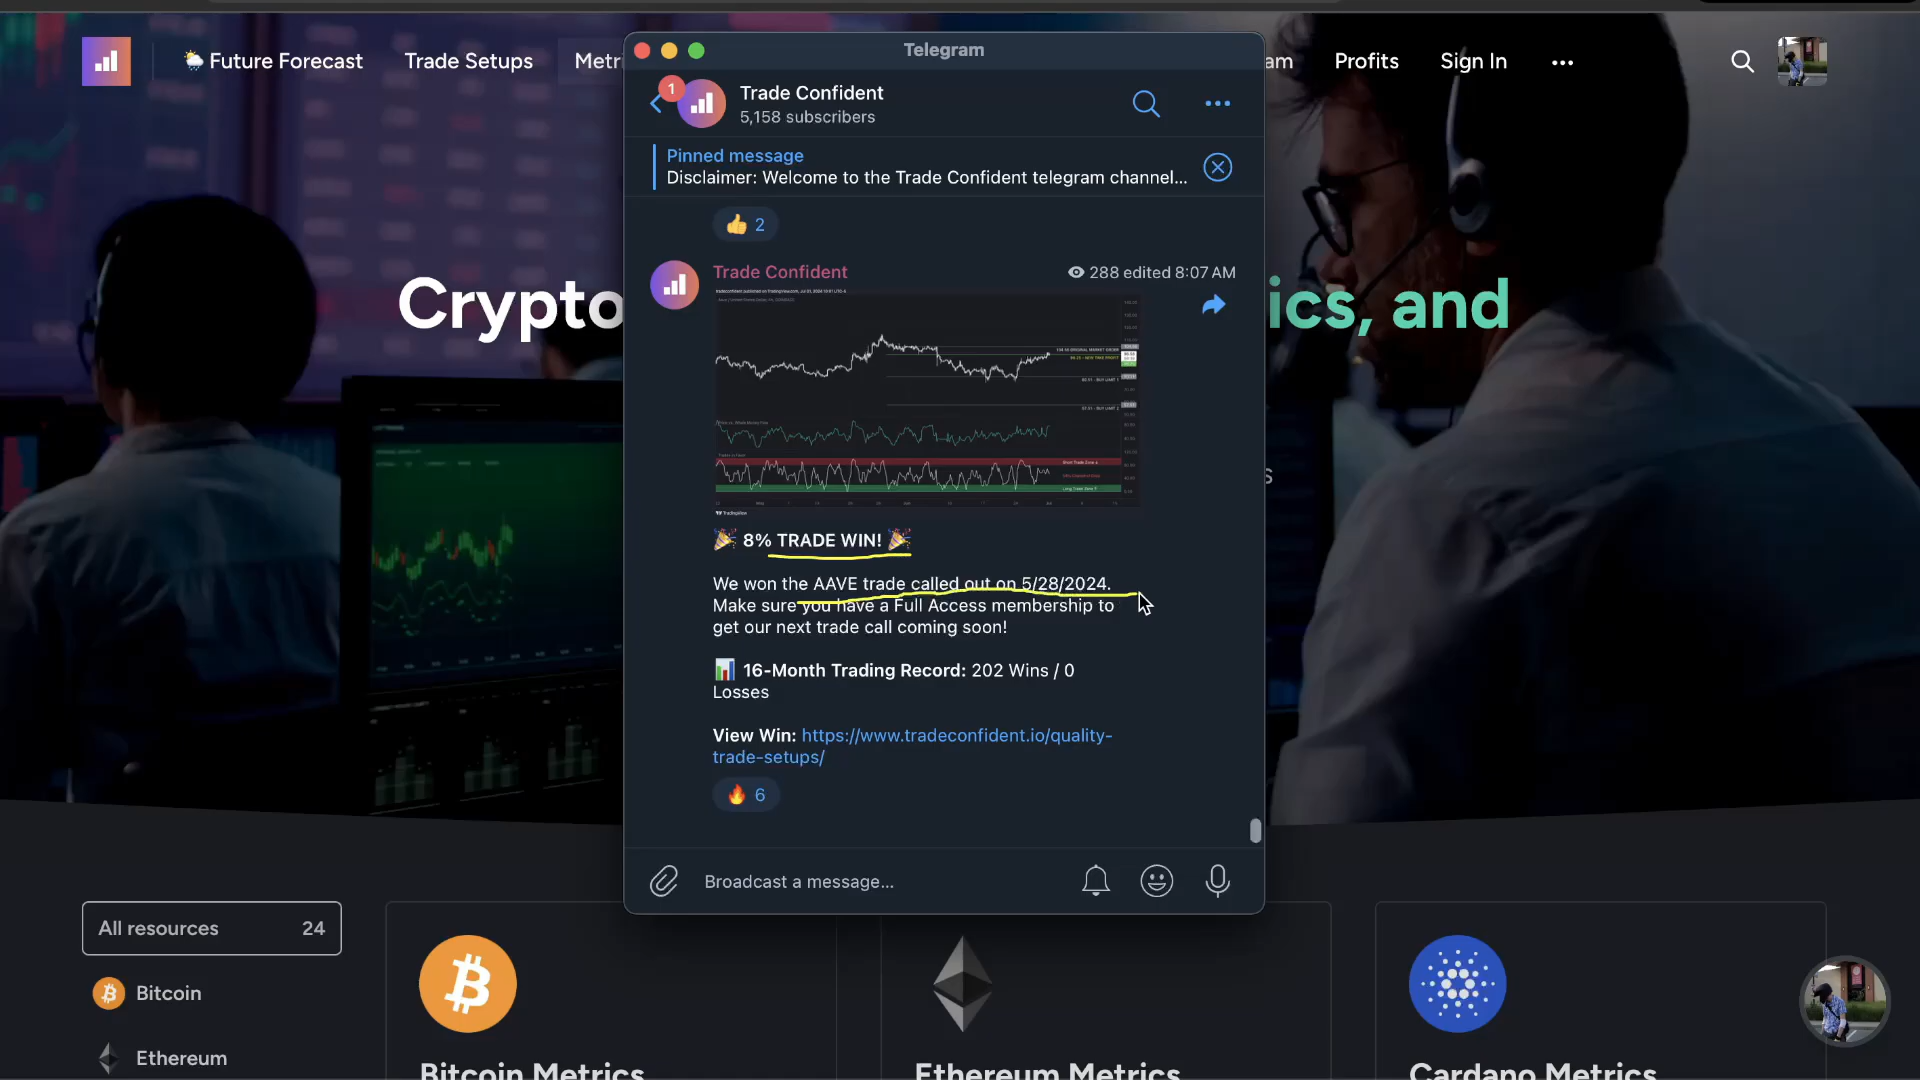 Future Forecast
Trade Setups
Metri
am
Profits
Sign In
Telegram
1
Trade Confident
5,158 subscribers
Pinned message
Disclaimer: Welcome to the Trade Confident telegram channel...
👍 2
Crypto
ics, and
Trade Confident
288 edited 8:07 AM
🎉 8% TRADE WIN! 🎉
We won the AAVE trade called out on 5/28/2024.
Make sure you have a Full Access membership to
get our next trade call coming soon!
📊 16-Month Trading Record: 202 Wins / 0
Losses
View Win: https://www.tradeconfident.io/quality-
trade-setups/
🔥 6
Broadcast a message...
All resources 24
Bitcoin
Ethereum
Bitcoin Metrics
Ethereum Metrics
Cardano Metrics